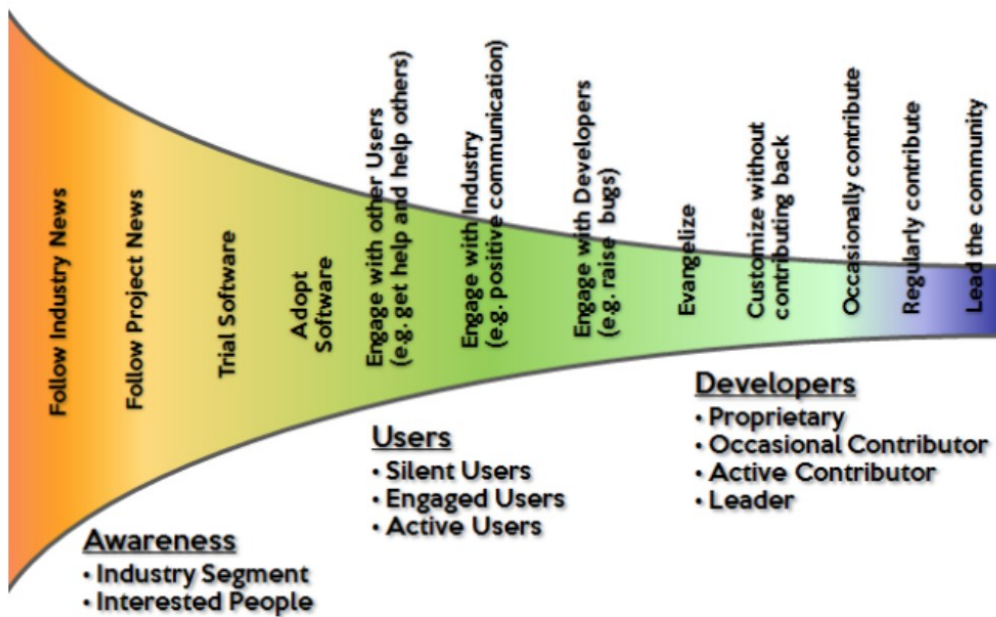 Follow Industry News
Follow Project News
Trial Software
Adopt
Software
Engage with other Users
(e.g. get help and help others)
Engage with Industry
(e.g. positive communication)
Engage with Developers
(e.g. raise bugs)
Evangelize
Customize without
contributing back
Occasionally contribute
Regularly contribute
Lead the community
Awareness
• Industry Segment
• Interested People
Users
• Silent Users
• Engaged Users
• Active Users
Developers
• Proprietary
• Occasional Contributor
• Active Contributor
• Leader